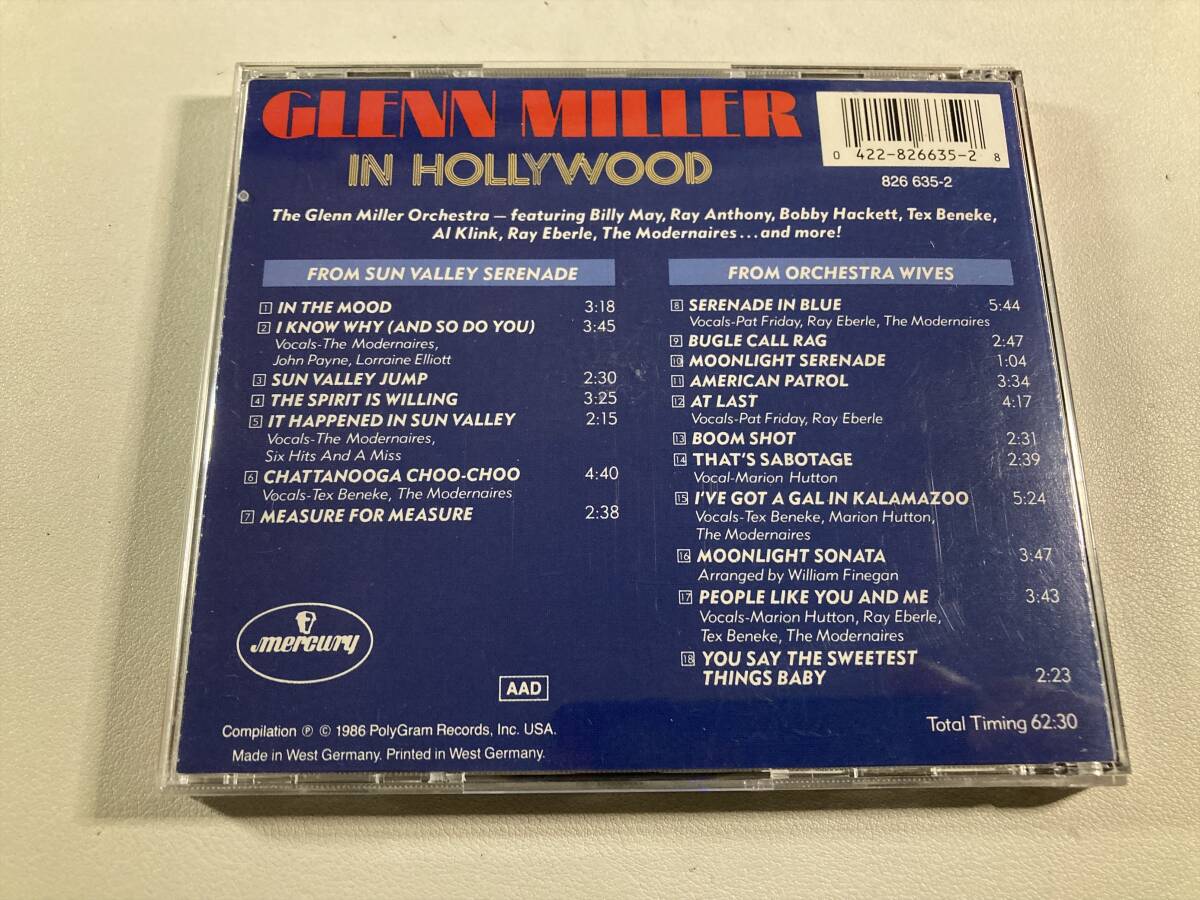 GLENN MILLER
IN HOLLYWOOD
0 422-826635-2 8
826 635-2
The Glenn Miller Orchestra – featuring Billy May, Ray Anthony, Bobby Hackett, Tex Beneke,
Al Klink, Ray Eberle, The Modernaires...and more!
FROM SUN VALLEY SERENADE
1 IN THE MOOD 3:18
2 I KNOW WHY (AND SO DO YOU) 3:45
Vocals-The Modernaires,
John Payne, Lorraine Elliott
3 SUN VALLEY JUMP 2:30
4 THE SPIRIT IS WILLING 3:25
5 IT HAPPENED IN SUN VALLEY 2:15
Vocals-The Modernaires,
Six Hits And A Miss
6 CHATTANOOGA CHOO-CHOO 4:40
Vocals-Tex Beneke, The Modernaires
7 MEASURE FOR MEASURE 2:38
FROM ORCHESTRA WIVES
8 SERENADE IN BLUE 5:44
Vocals-Pat Friday, Ray Eberle, The Modernaires
9 BUGLE CALL RAG 2:47
10 MOONLIGHT SERENADE 1:04
11 AMERICAN PATROL 3:34
12 AT LAST 4:17
Vocals-Pat Friday, Ray Eberle
13 BOOM SHOT 2:31
14 THAT'S SABOTAGE 2:39
Vocal-Marion Hutton
15 I'VE GOT A GAL IN KALAMAZOO 5:24
Vocals-Tex Beneke, Marion Hutton,
The Modernaires
16 MOONLIGHT SONATA 3:47
Arranged by William Finegan
17 PEOPLE LIKE YOU AND ME 3:43
Vocals-Marion Hutton, Ray Eberle,
Tex Beneke, The Modernaires
18 YOU SAY THE SWEETEST
THINGS BABY 2:23
mercury
AAD
Compilation ℗ © 1986 PolyGram Records, Inc. USA.
Made in West Germany. Printed in West Germany.
Total Timing 62:30